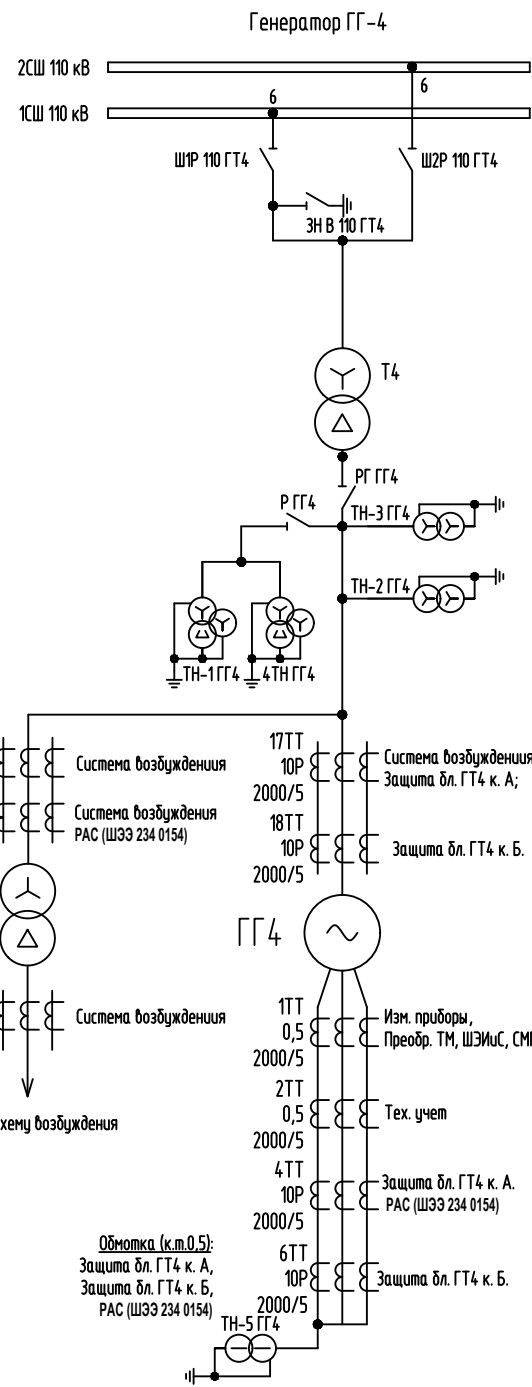 Генератор ГГ-4
2СШ 110 кВ
6
1СШ 110 кВ
6
Ш1Р 110 ГТ4
Ш2Р 110 ГТ4
ЗН В 110 ГТ4
Т4
РГ ГГ4
Р ГГ4
ТН-3 ГГ4
ТН-2 ГГ4
ТН-1 ГГ4
4ТН ГГ4
17ТТ
10Р
2000/5
Система возбуждения
Защита бл. ГТ4 к. А;
Система возбуждения
Система возбуждения
РАС (ШЭЭ 234 0154)
18ТТ
10Р
2000/5
Защита бл. ГТ4 к. Б.
ГГ4
Система возбуждения
1ТТ
0,5
2000/5
Изм. приборы,
Преобр. ТМ, ШЭИиС,
хему возбуждения
2ТТ
0,5
2000/5
Тех. учет
4ТТ
10Р
2000/5
Защита бл. ГТ4 к. А.
РАС (ШЭЭ 234 0154)
6ТТ
10Р
2000/5
Защита бл. ГТ4 к. Б.
Обмотка (к.т.0,5):
Защита бл. ГТ4 к. А,
Защита бл. ГТ4 к. Б,
РАС (ШЭЭ 234 0154)
ТН-5 ГГ4